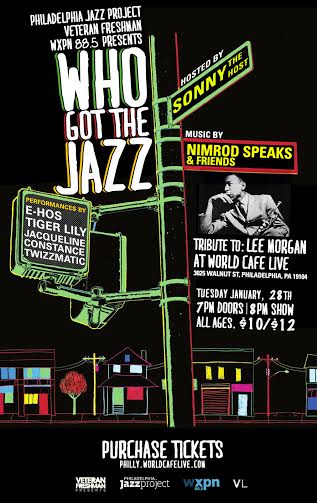 PHILADELPHIA JAZZ PROJECT
VETERAN FRESHMAN
WXPN 88.5 PRESENTS
WHO
GOT THE
JAZZ
HOSTED BY
SONNY THE HOST
MUSIC BY
NIMROD SPEAKS
& FRIENDS
PERFORMANCES BY
E-HOS
TIGER LILY
JACQUELINE
CONSTANCE
TWIZZMATIC
TRIBUTE TO: LEE MORGAN
AT WORLD CAFE LIVE
3025 WALNUT ST, PHILADELPHIA, PA 19104
TUESDAY JANUARY, 28TH
7PM DOORS | 8PM SHOW
ALL AGES. $10/$12
PURCHASE TICKETS
PHILLY.WORLDCAFELIVE.COM
VETERAN
FRESHMAN
PRESENTS
PHILADELPHIA
jazzproject
wxpn
88.5
VL